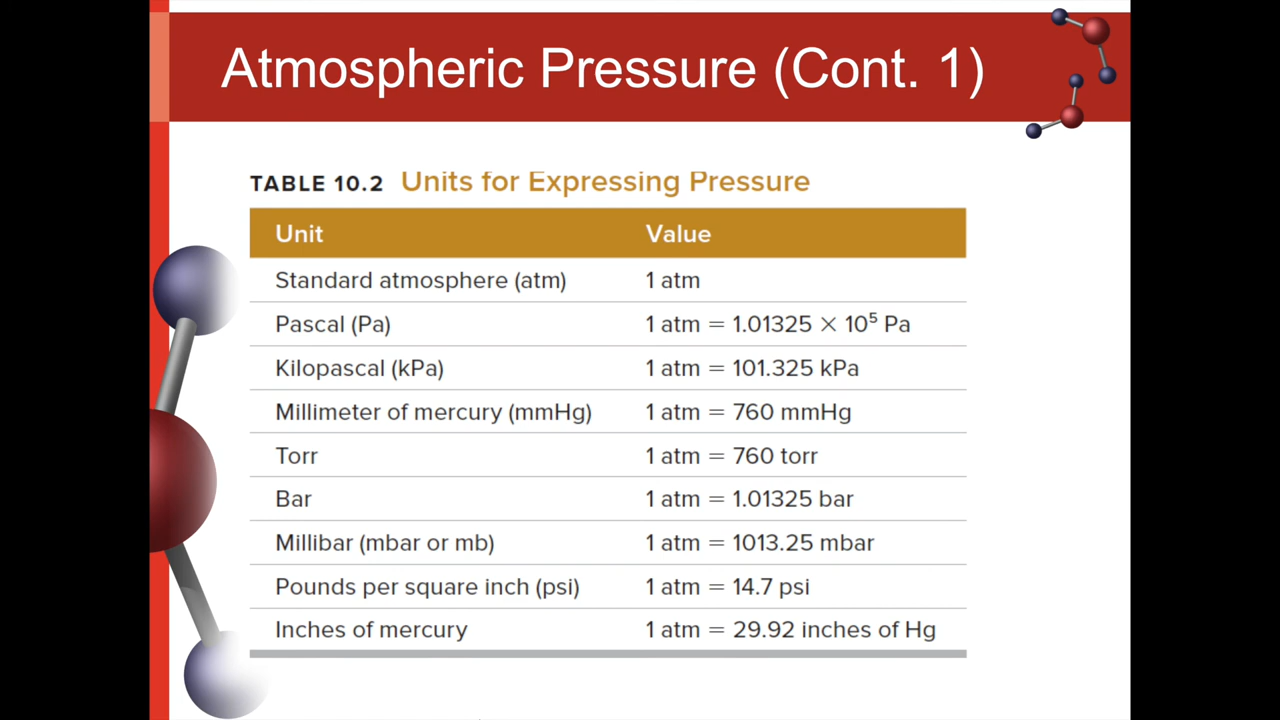 Atmospheric Pressure (Cont. 1)
TABLE 10.2 Units for Expressing Pressure
Unit Value
Standard atmosphere (atm) 1 atm
Pascal (Pa) 1 atm = 1.01325 × 10⁵ Pa
Kilopascal (kPa) 1 atm = 101.325 kPa
Millimeter of mercury (mmHg) 1 atm = 760 mmHg
Torr 1 atm = 760 torr
Bar 1 atm = 1.01325 bar
Millibar (mbar or mb) 1 atm = 1013.25 mbar
Pounds per square inch (psi) 1 atm = 14.7 psi
Inches of mercury 1 atm = 29.92 inches of Hg